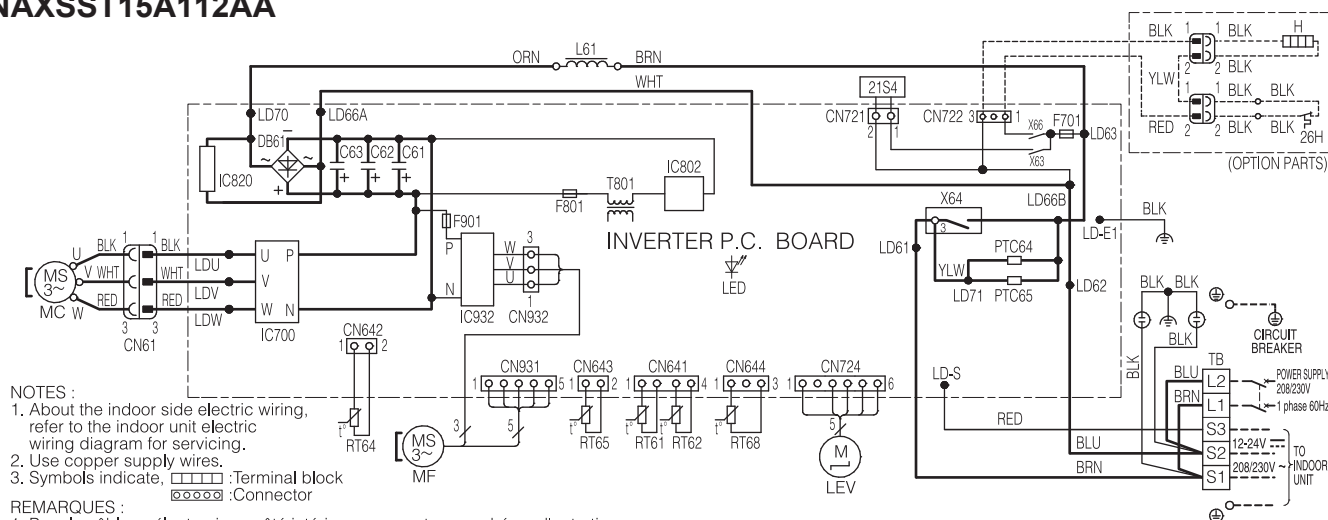 NAXSST15A112AA
ORN L61 BRN
WHT
BLK 1 1 BLK H
2 2 BLK
YLW
1 1 BLK BLK
RED 2 2 BLK BLK 26H
(OPTION PARTS)
21S4
CN721 2 1
CN722 3 1
X66
X63
F701
LD63
LD70 LD66A
DB61
~ − ~ +
IC820
C63 C62 C61
+ + +
F801
T801
IC802
F901
INVERTER P.C. BOARD
LED
X64
3
LD66B
LD61
PTC64
YLW
PTC65
LD71
LD62
LD-E1 BLK
MS 3~
MC
U BLK 1 1 BLK LDU
V WHT WHT LDV
W RED 3 3 RED LDW
CN61
U P
V
W N
IC700
P
N
IC932
W 3
V
U 1
CN932
CN642
1 2
t°
RT64
MS 3~
MF
3
5
CN931
1 5
CN643
1 2
t°
RT65
CN641
1 4
t° t°
RT61 RT62
CN644
1 3
t°
RT68
CN724
1 6
5
M
LEV
LD-S
RED
BLU
BRN
BLK BLK
BLK
BLK
CIRCUIT
BREAKER
TB
BLU L2
BRN L1
S3
S2
S1
POWER SUPPLY
208/230V
1 phase 60Hz
12-24V
208/230V ~
TO
INDOOR
UNIT
NOTES :
1. About the indoor side electric wiring,
refer to the indoor unit electric
wiring diagram for servicing.
2. Use copper supply wires.
3. Symbols indicate, :Terminal block
:Connector
REMARQUES :